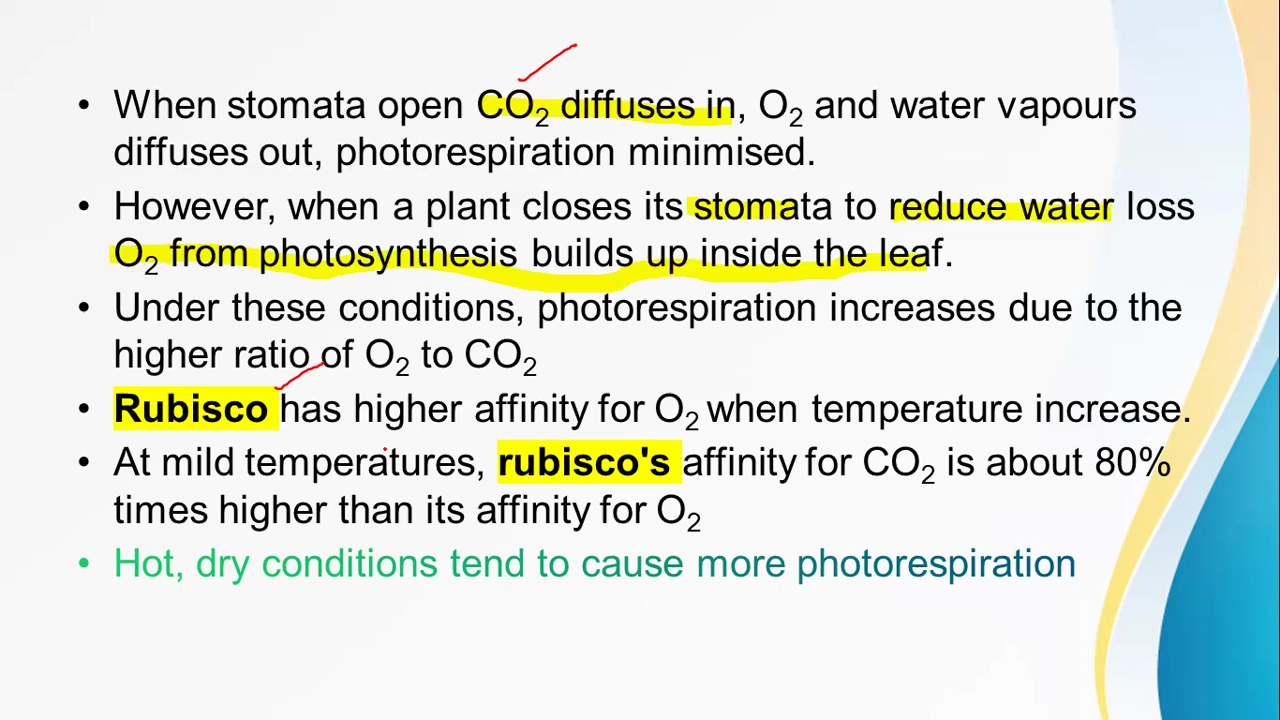 • When stomata open CO₂ diffuses in, O₂ and water vapours
diffuses out, photorespiration minimised.
• However, when a plant closes its stomata to reduce water loss
O₂ from photosynthesis builds up inside the leaf.
• Under these conditions, photorespiration increases due to the
higher ratio of O₂ to CO₂
• Rubisco has higher affinity for O₂ when temperature increase.
• At mild temperatures, rubisco's affinity for CO₂ is about 80%
times higher than its affinity for O₂
• Hot, dry conditions tend to cause more photorespiration